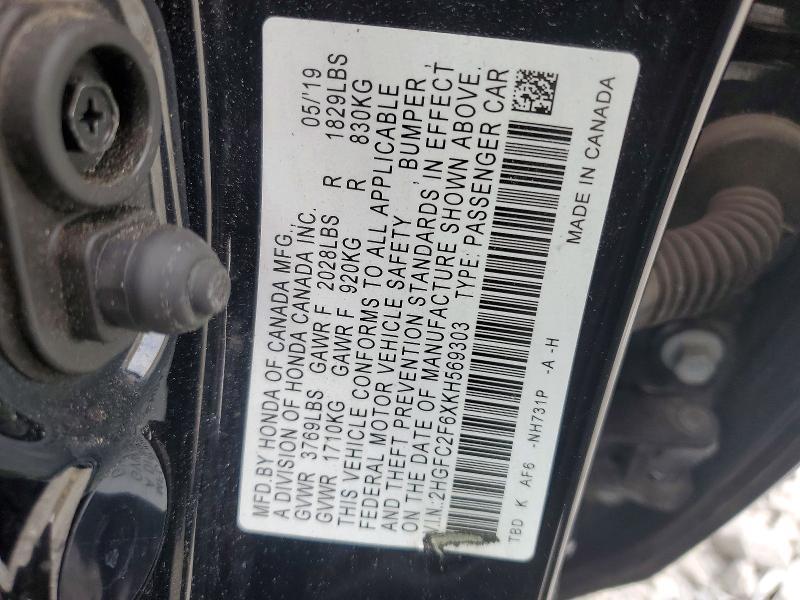 MFD.BY HONDA OF CANADA MFG., 05/'19
A DIVISION OF HONDA CANADA INC.
GVWR 3769LBS GAWR F 2028LBS R 1829LBS
GVWR 1710KG GAWR F 920KG R 830KG
THIS VEHICLE CONFORMS TO ALL APPLICABLE
FEDERAL MOTOR VEHICLE SAFETY , BUMPER ,
AND THEFT PREVENTION STANDARDS IN EFFECT
ON THE DATE OF MANUFACTURE SHOWN ABOVE.
V.I.N.:2HGFC2F6XKH569303 TYPE: PASSENGER CAR
TBD K AF6 -NH731P -A -H
MADE IN CANADA